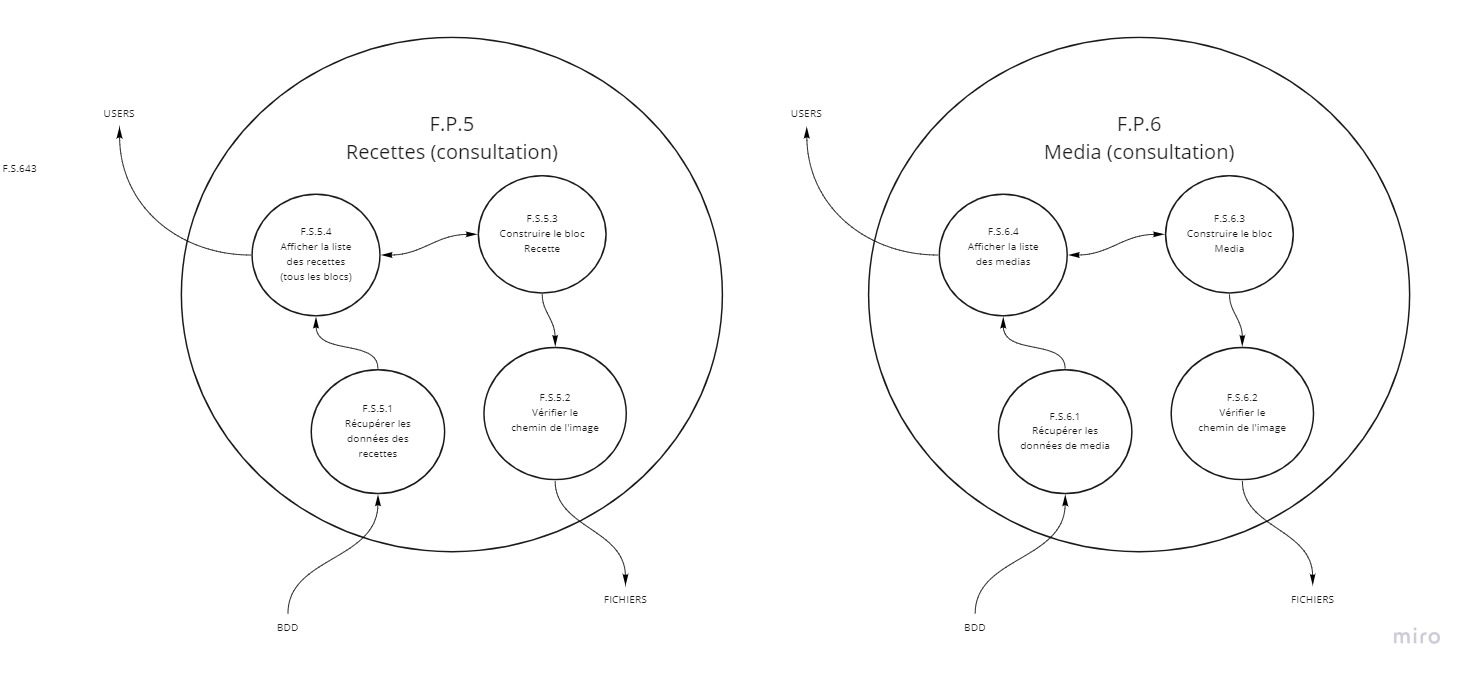 F.S.643
USERS
F.P.5
Recettes (consultation)
F.S.5.4
Afficher la liste
des recettes
(tous les blocs)
F.S.5.3
Construire le bloc
Recette
F.S.5.1
Récupérer les
données des
recettes
F.S.5.2
Vérifier le
chemin de l'image
BDD
FICHIERS
USERS
F.P.6
Media (consultation)
F.S.6.4
Afficher la liste
des medias
F.S.6.3
Construire le bloc
Media
F.S.6.1
Récupérer les
données de media
F.S.6.2
Vérifier le
chemin de l'image
BDD
FICHIERS
miro